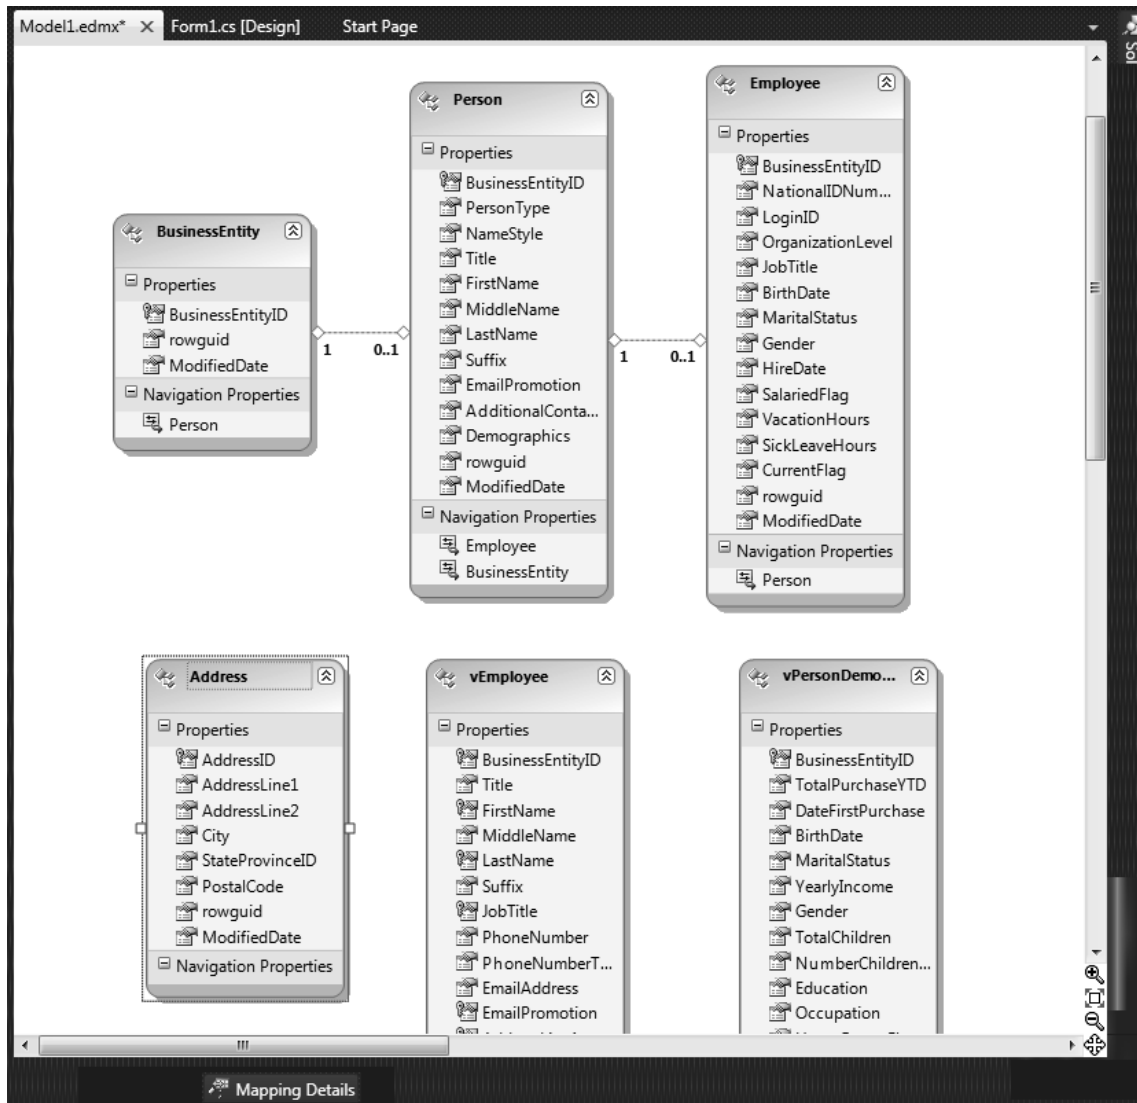 Model1.edmx* X Form1.cs [Design] Start Page
Sol
Person
Properties
BusinessEntityID
PersonType
NameStyle
Title
FirstName
MiddleName
LastName
Suffix
EmailPromotion
AdditionalConta...
Demographics
rowguid
ModifiedDate
Navigation Properties
Employee
BusinessEntity
Employee
Properties
BusinessEntityID
NationalIDNum...
LoginID
OrganizationLevel
JobTitle
BirthDate
MaritalStatus
Gender
HireDate
SalariedFlag
VacationHours
SickLeaveHours
CurrentFlag
rowguid
ModifiedDate
Navigation Properties
Person
BusinessEntity
Properties
BusinessEntityID
rowguid
ModifiedDate
Navigation Properties
Person
1 0..1
1 0..1
Address
Properties
AddressID
AddressLine1
AddressLine2
City
StateProvinceID
PostalCode
rowguid
ModifiedDate
Navigation Properties
vEmployee
Properties
BusinessEntityID
Title
FirstName
MiddleName
LastName
Suffix
JobTitle
PhoneNumber
PhoneNumberT...
EmailAddress
EmailPromotion
vPersonDemo...
Properties
BusinessEntityID
TotalPurchaseYTD
DateFirstPurchase
BirthDate
MaritalStatus
YearlyIncome
Gender
TotalChildren
NumberChildren...
Education
Occupation
Mapping Details